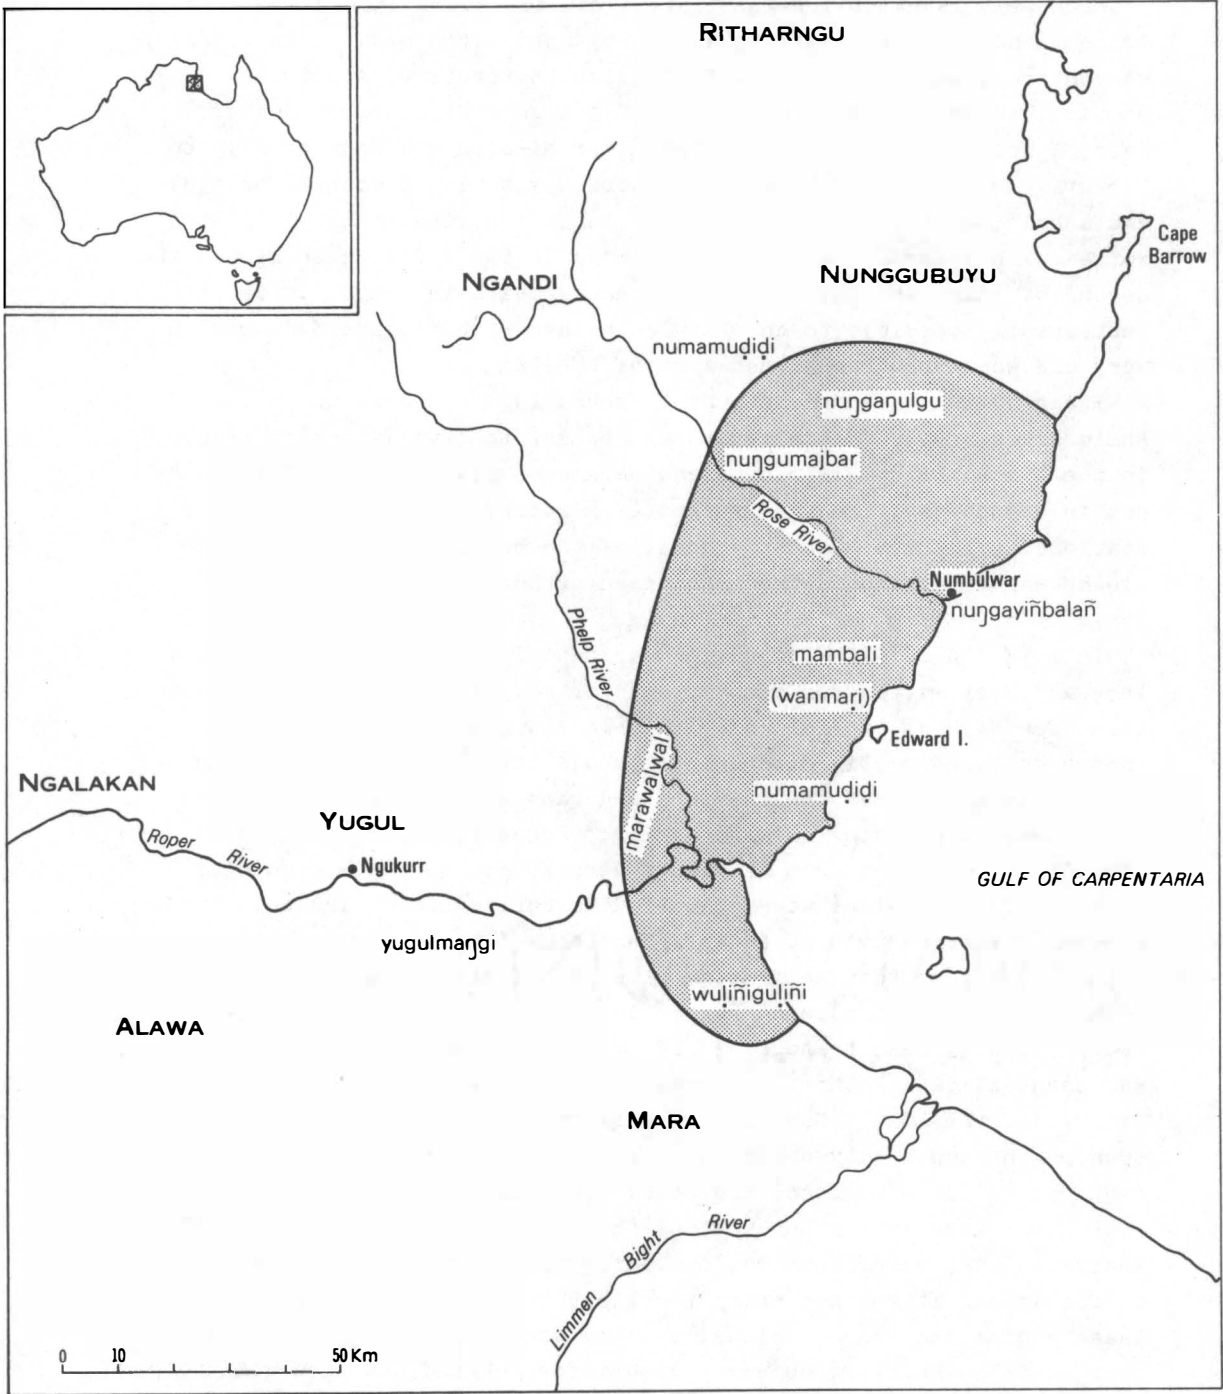 RITHARNGU
Cape
Barrow
NUNGGUBUYU
NGANDI
numamuḍiḍi
nuŋgaṉulgu
nuŋgumajbar
Rose River
Numbulwar
nuŋgayiñbalañ
Phelp River
mambali
(wanmaṛi)
Edward I.
marawalwal
NGALAKAN
numamuḍiḍi
YUGUL
Roper River
Ngukurr
GULF OF CARPENTARIA
yugulmaŋgi
wuḷiñiguḷiñi
ALAWA
MARA
Limmen Bight River
0 10 50 Km